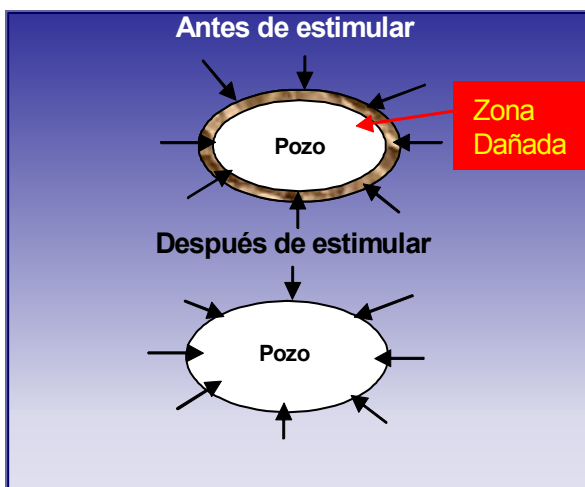 Antes de estimular
Zona
Dañada
Pozo
Después de estimular
Pozo